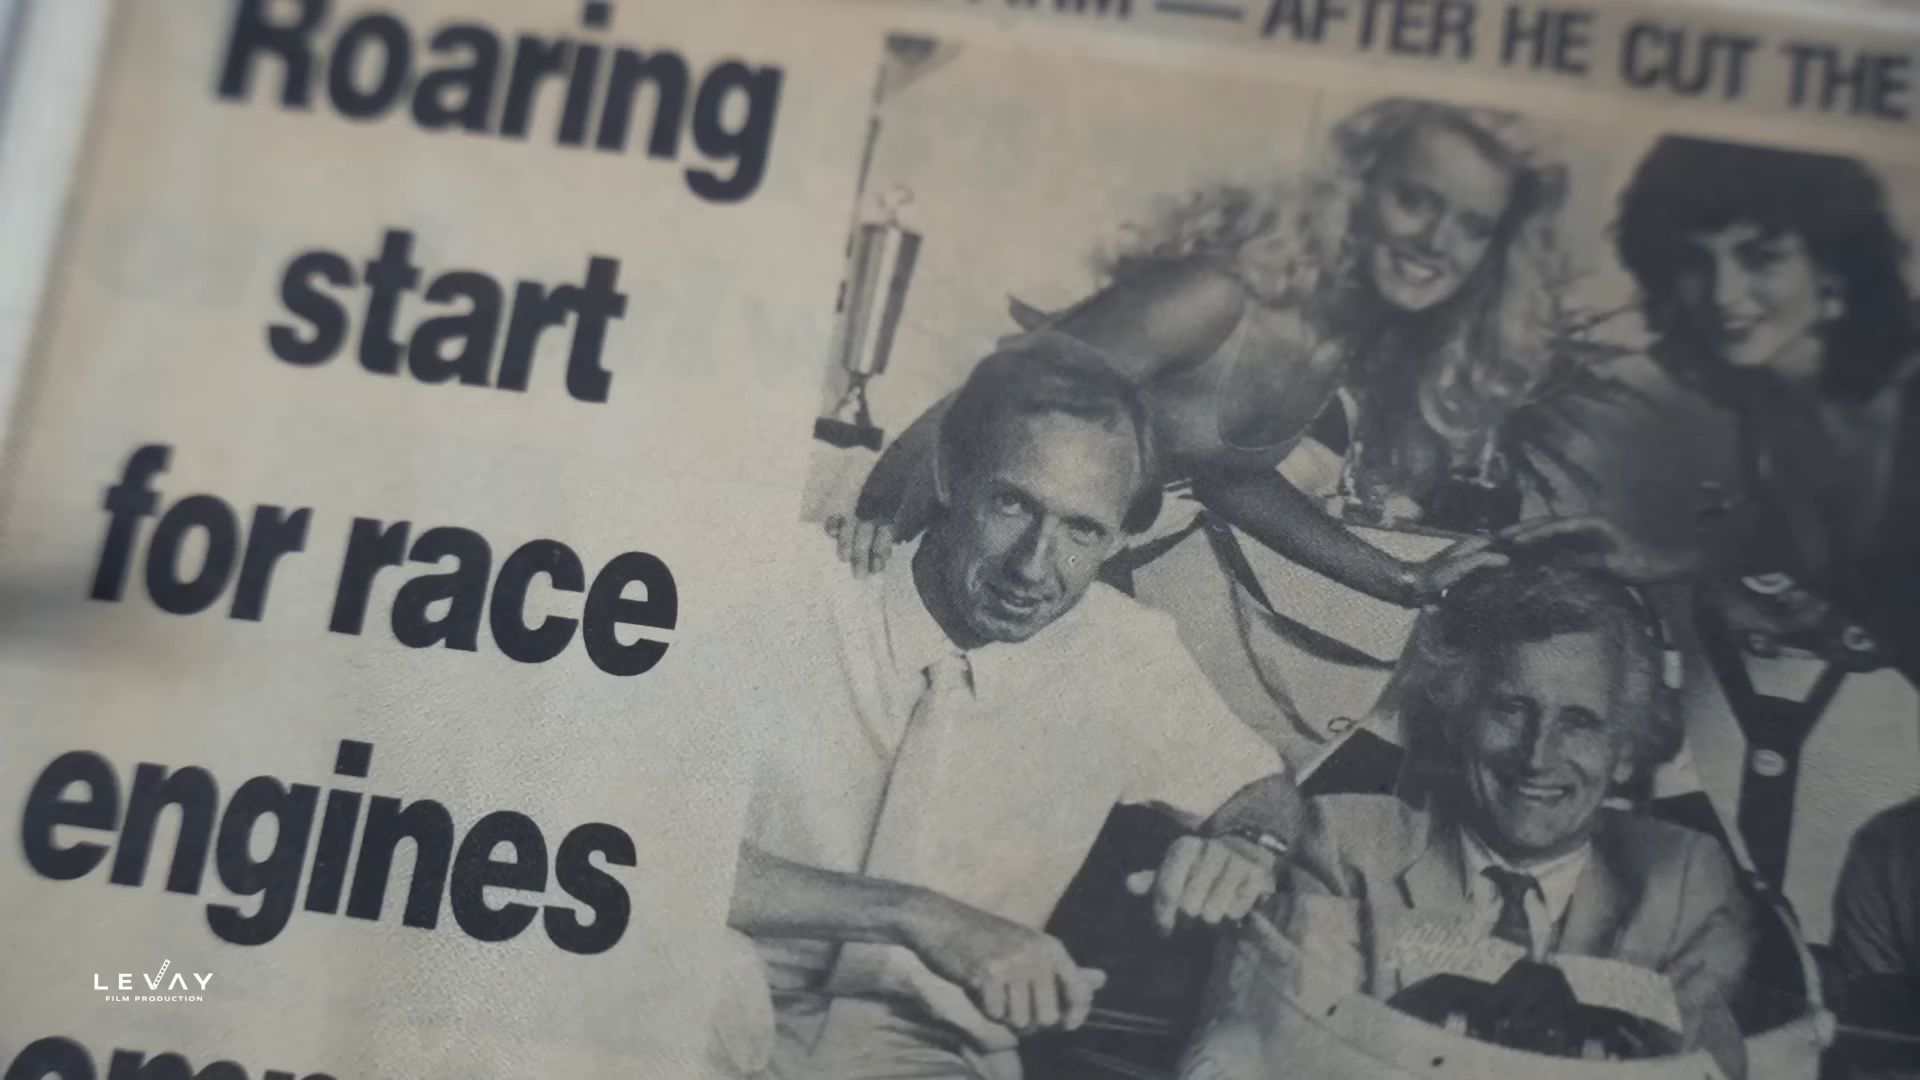 — AFTER HE CUT THE
Roaring
start
for race
engines
LEVAY
FILM PRODUCTION